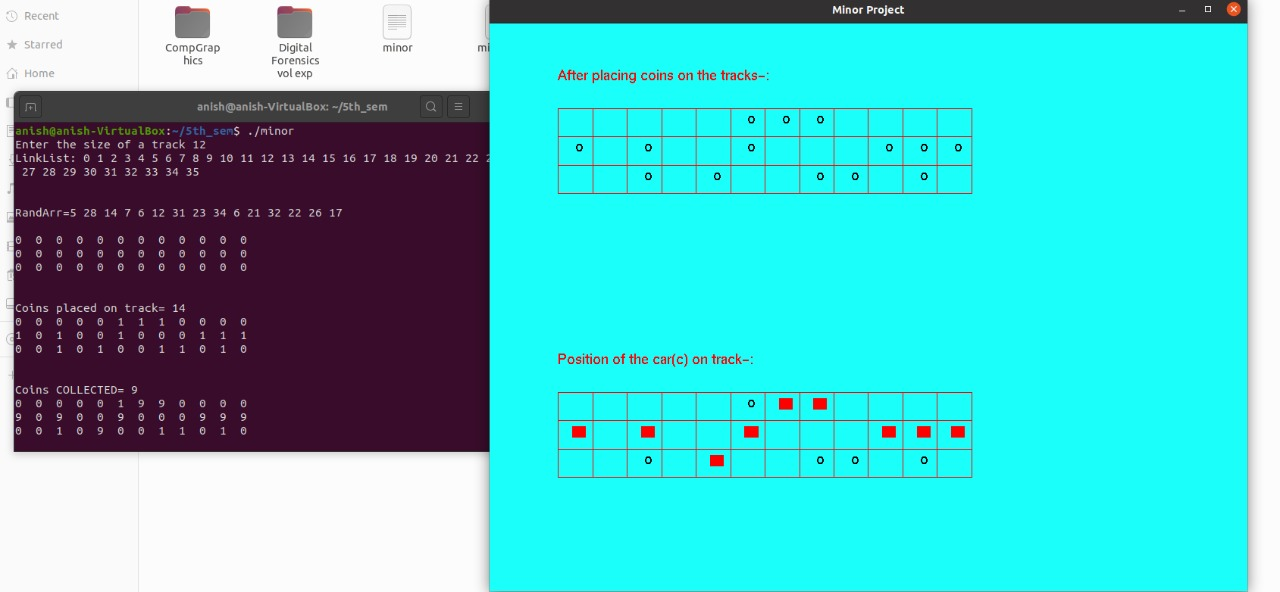 Recent
Starred
Home
CompGrap
hics
Digital
Forensics
vol exp
minor
mi
anish@anish-VirtualBox: ~/5th_sem
anish@anish-VirtualBox:~/5th_sem$ ./minor
Enter the size of a track 12
LinkList: 0 1 2 3 4 5 6 7 8 9 10 11 12 13 14 15 16 17 18 19 20 21 22 2
27 28 29 30 31 32 33 34 35
RandArr=5 28 14 7 6 12 31 23 34 6 21 32 22 26 17
0 0 0 0 0 0 0 0 0 0 0 0
0 0 0 0 0 0 0 0 0 0 0 0
0 0 0 0 0 0 0 0 0 0 0 0
Coins placed on track= 14
0 0 0 0 0 1 1 1 0 0 0 0
1 0 1 0 0 1 0 0 0 1 1 1
0 0 1 0 1 0 0 1 1 0 1 0
Coins COLLECTED= 9
0 0 0 0 0 1 9 9 0 0 0 0
9 0 9 0 0 9 0 0 0 9 9 9
0 0 1 0 9 0 0 1 1 0 1 0
Minor Project
After placing coins on the tracks-:
o o o
o o o o o o
o o o o o
Position of the car(c) on track-:
o
o o o o